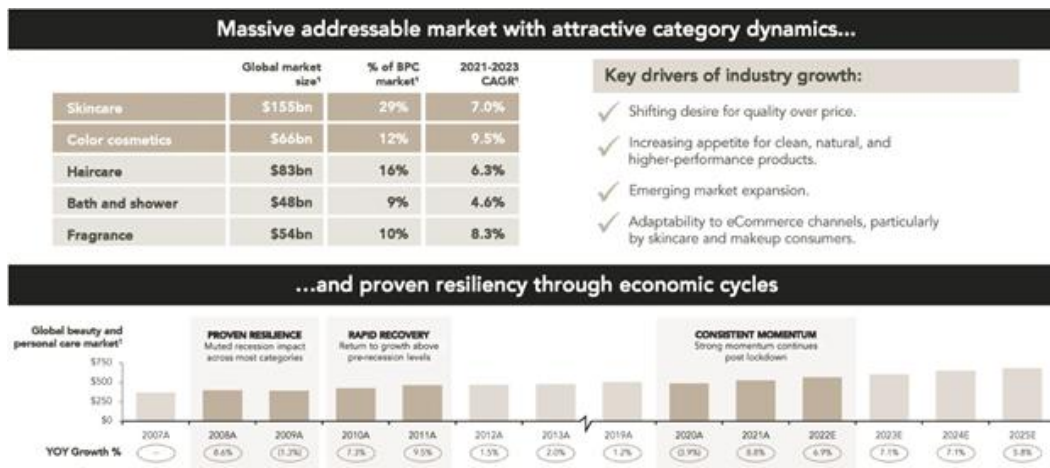 Massive addressable market with attractive category dynamics...
Global market size¹ % of BPC market¹ 2021-2023 CAGR¹
Skincare $155bn 29% 7.0%
Color cosmetics $66bn 12% 9.5%
Haircare $83bn 16% 6.3%
Bath and shower $48bn 9% 4.6%
Fragrance $54bn 10% 8.3%
Key drivers of industry growth:
Shifting desire for quality over price.
Increasing appetite for clean, natural, and
higher-performance products.
Emerging market expansion.
Adaptability to eCommerce channels, particularly
by skincare and makeup consumers.
...and proven resiliency through economic cycles
Global beauty and
personal care market¹
PROVEN RESILIENCE
Muted recession impact
across most categories
RAPID RECOVERY
Return to growth above
pre-recession levels
CONSISTENT MOMENTUM
Strong momentum continues
post lockdown
$750
$500
$250
$0
2007A 2008A 2009A 2010A 2011A 2012A 2013A 2019A 2020A 2021A 2022E 2023E 2024E 2025E
YOY Growth % — 8.6% (1.3%) 7.3% 9.5% 1.5% 2.0% 1.2% (3.9%) 8.8% 6.9% 7.1% 7.1% 5.8%